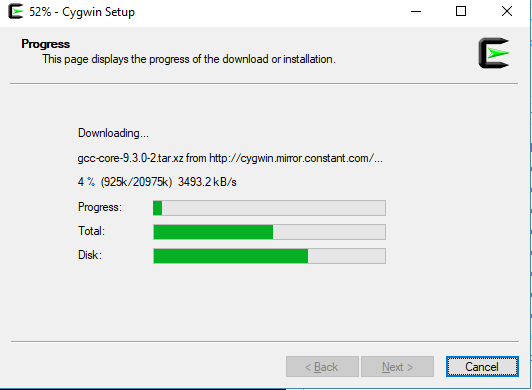 52% - Cygwin Setup
Progress
This page displays the progress of the download or installation.
Downloading...
gcc-core-9.3.0-2.tar.xz from http://cygwin.mirror.constant.com/...
4 % (925k/20975k) 3493.2 kB/s
Progress:
Total:
Disk:
< Back Next > Cancel